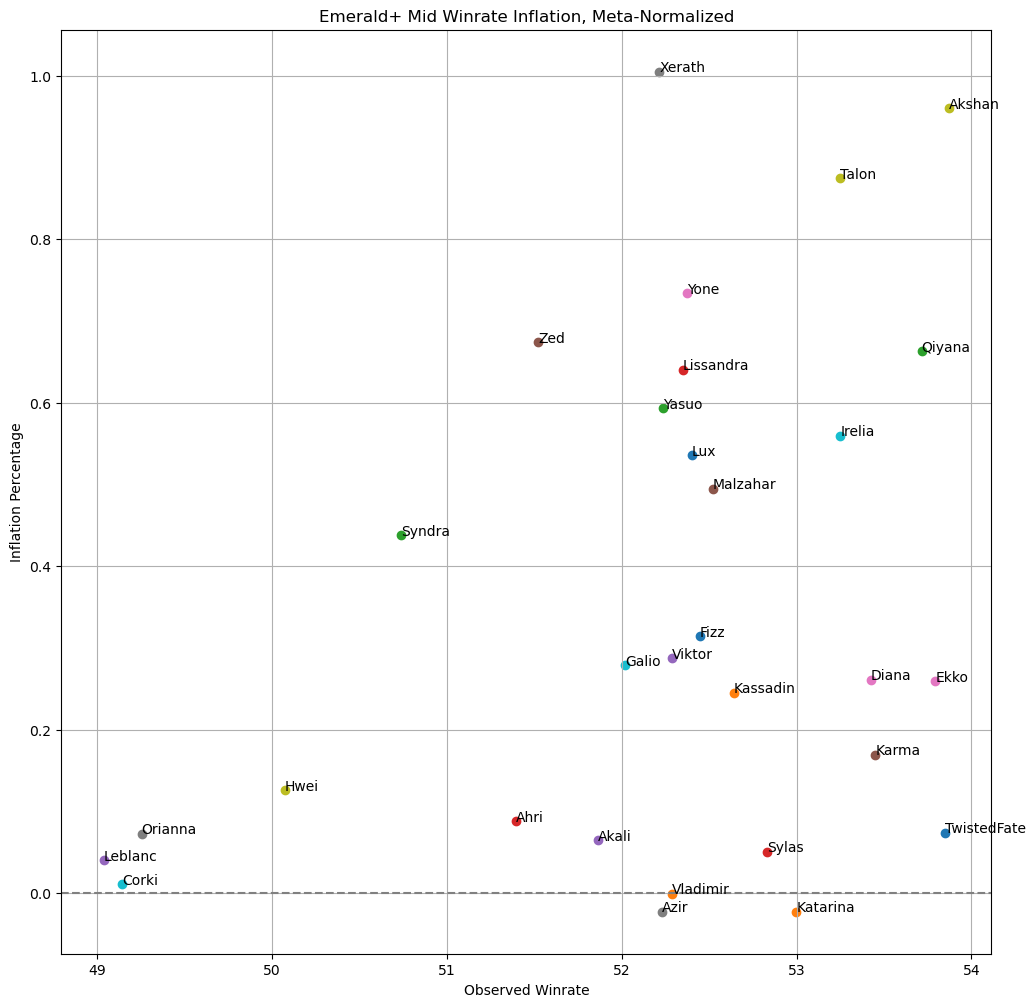 Emerald+ Mid Winrate Inflation, Meta-Normalized
Inflation Percentage
1.0
0.8
0.6
0.4
0.2
0.0
Xerath
Akshan
Talon
Yone
Zed
Qiyana
Lissandra
Yasuo
Irelia
Lux
Malzahar
Syndra
Fizz
Viktor
Galio
Diana
Ekko
Kassadin
Karma
Hwei
Ahri
Orianna
TwistedFate
Akali
Sylas
Leblanc
Corki
Vladimir
Azir
Katarina
49
50
51
52
53
54
Observed Winrate